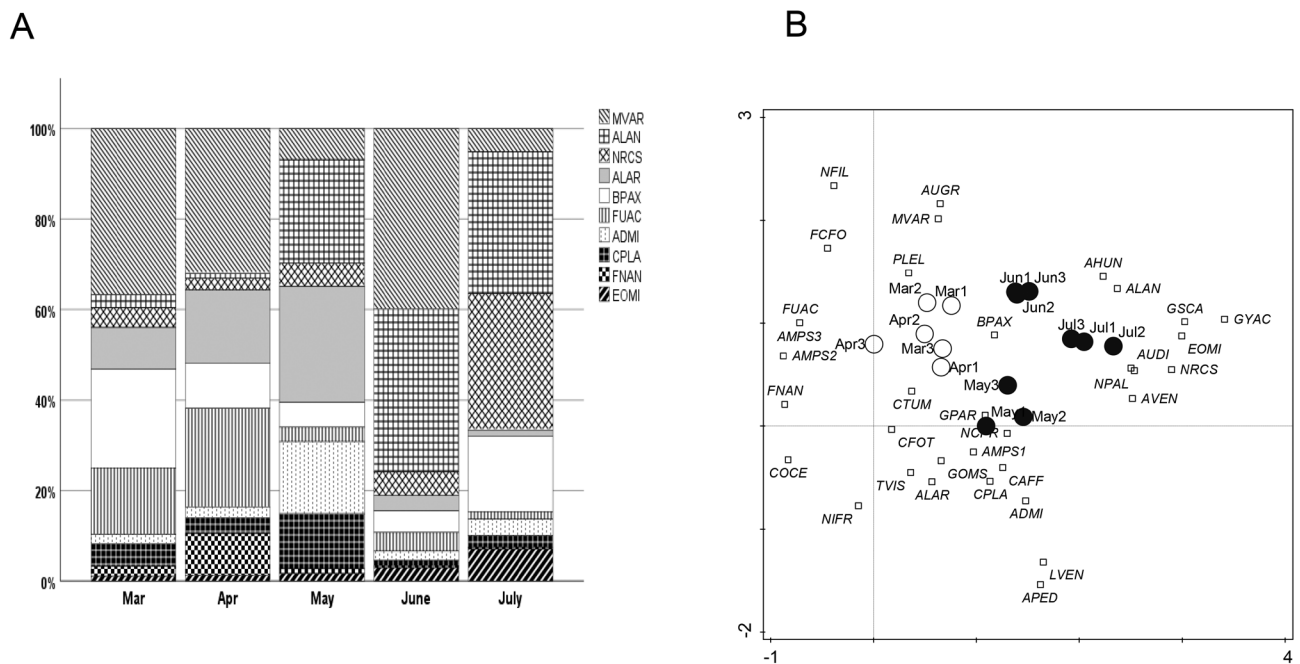 A
B
100%
80%
60%
40%
20%
0%
Mar
Apr
May
June
July
MVAR
ALAN
NRCS
ALAR
BPAX
FUAC
ADMI
CPLA
FNAN
EOMI
3
NFIL
AUGR
MVAR
FCFO
PLEL
AHUN
ALAN
Mar2
Mar1
Jun1
Jun3
Jun2
GSCA
GYAC
FUAC
BPAX
Apr2
Jul3
Jul1
Jul2
EOMI
AMPS3
Apr3
Mar3
AMPS2
Apr1
AUDI
NRCS
NPAL
May3
AVEN
FNAN
CTUM
GPAR
May2
CFOT
AMPS1
COCE
TVIS
GOMS
CAFF
ALAR
CPLA
ADMI
NIFR
LVEN
APED
-2
-1
4